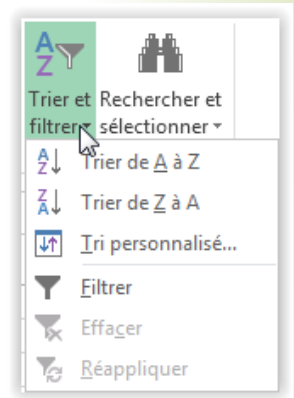 Trier et Rechercher et
filtrer sélectionner
Trier de A à Z
Trier de Z à A
Tri personnalisé...
Filtrer
Effacer
Réappliquer